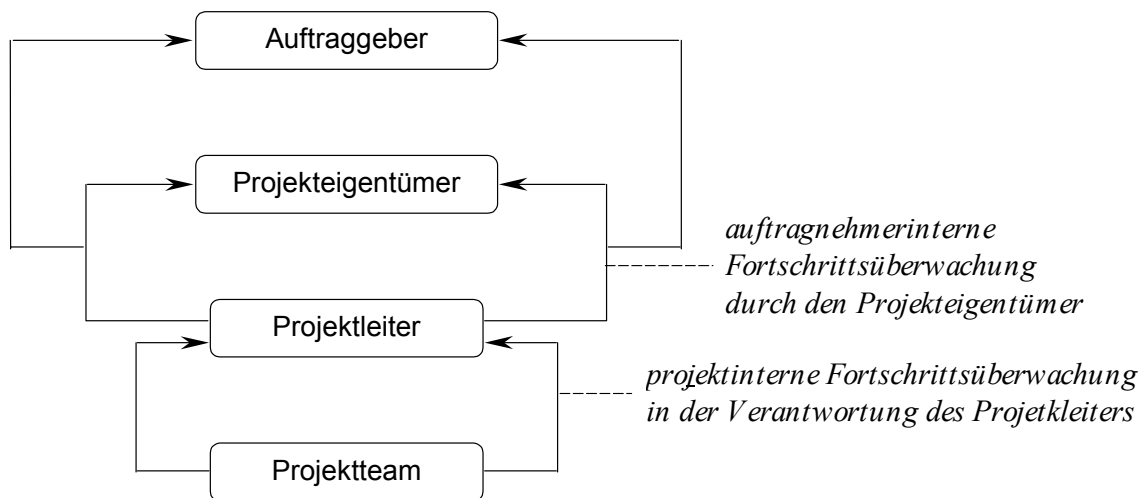 Auftraggeber
Projekteigentümer
auftragnehmerinterne
Fortschrittsüberwachung
durch den Projekteigentümer
Projektleiter
projektinterne Fortschrittsüberwachung
in der Verantwortung des Projetkleiters
Projektteam